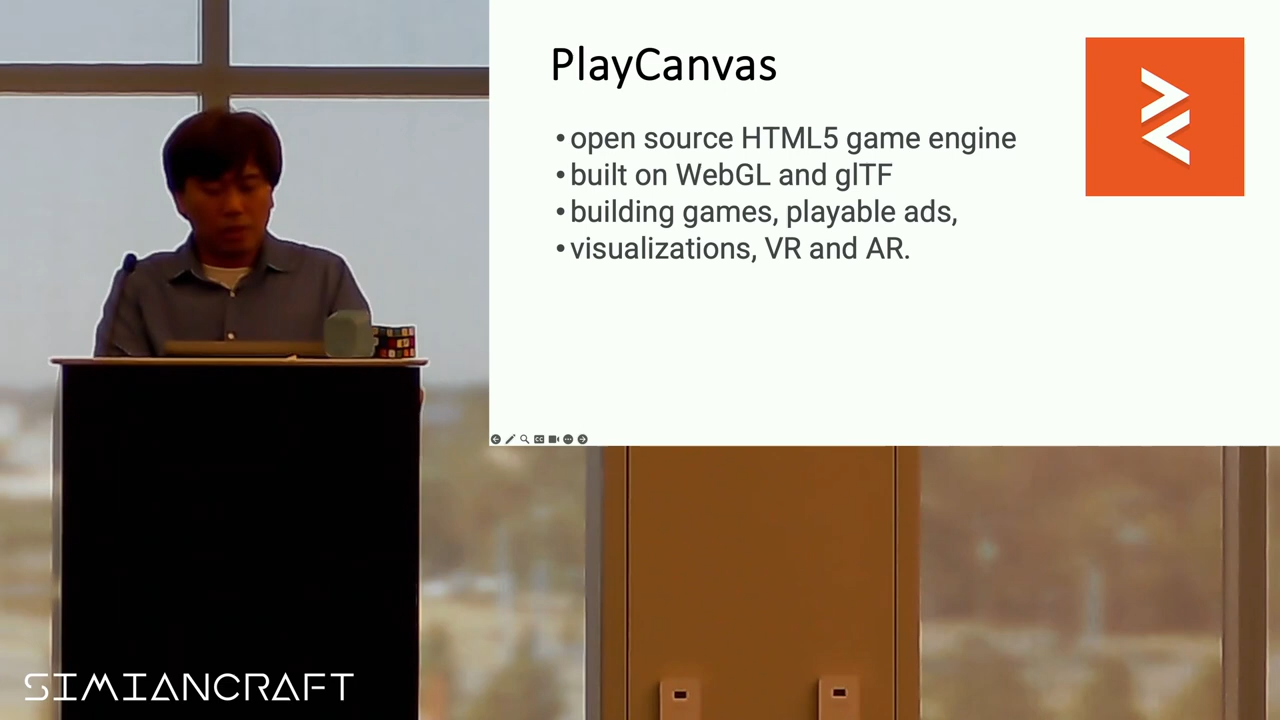 PlayCanvas
•open source HTML5 game engine
•built on WebGL and glTF
•building games, playable ads,
•visualizations, VR and AR.
SIMIANCRAFT